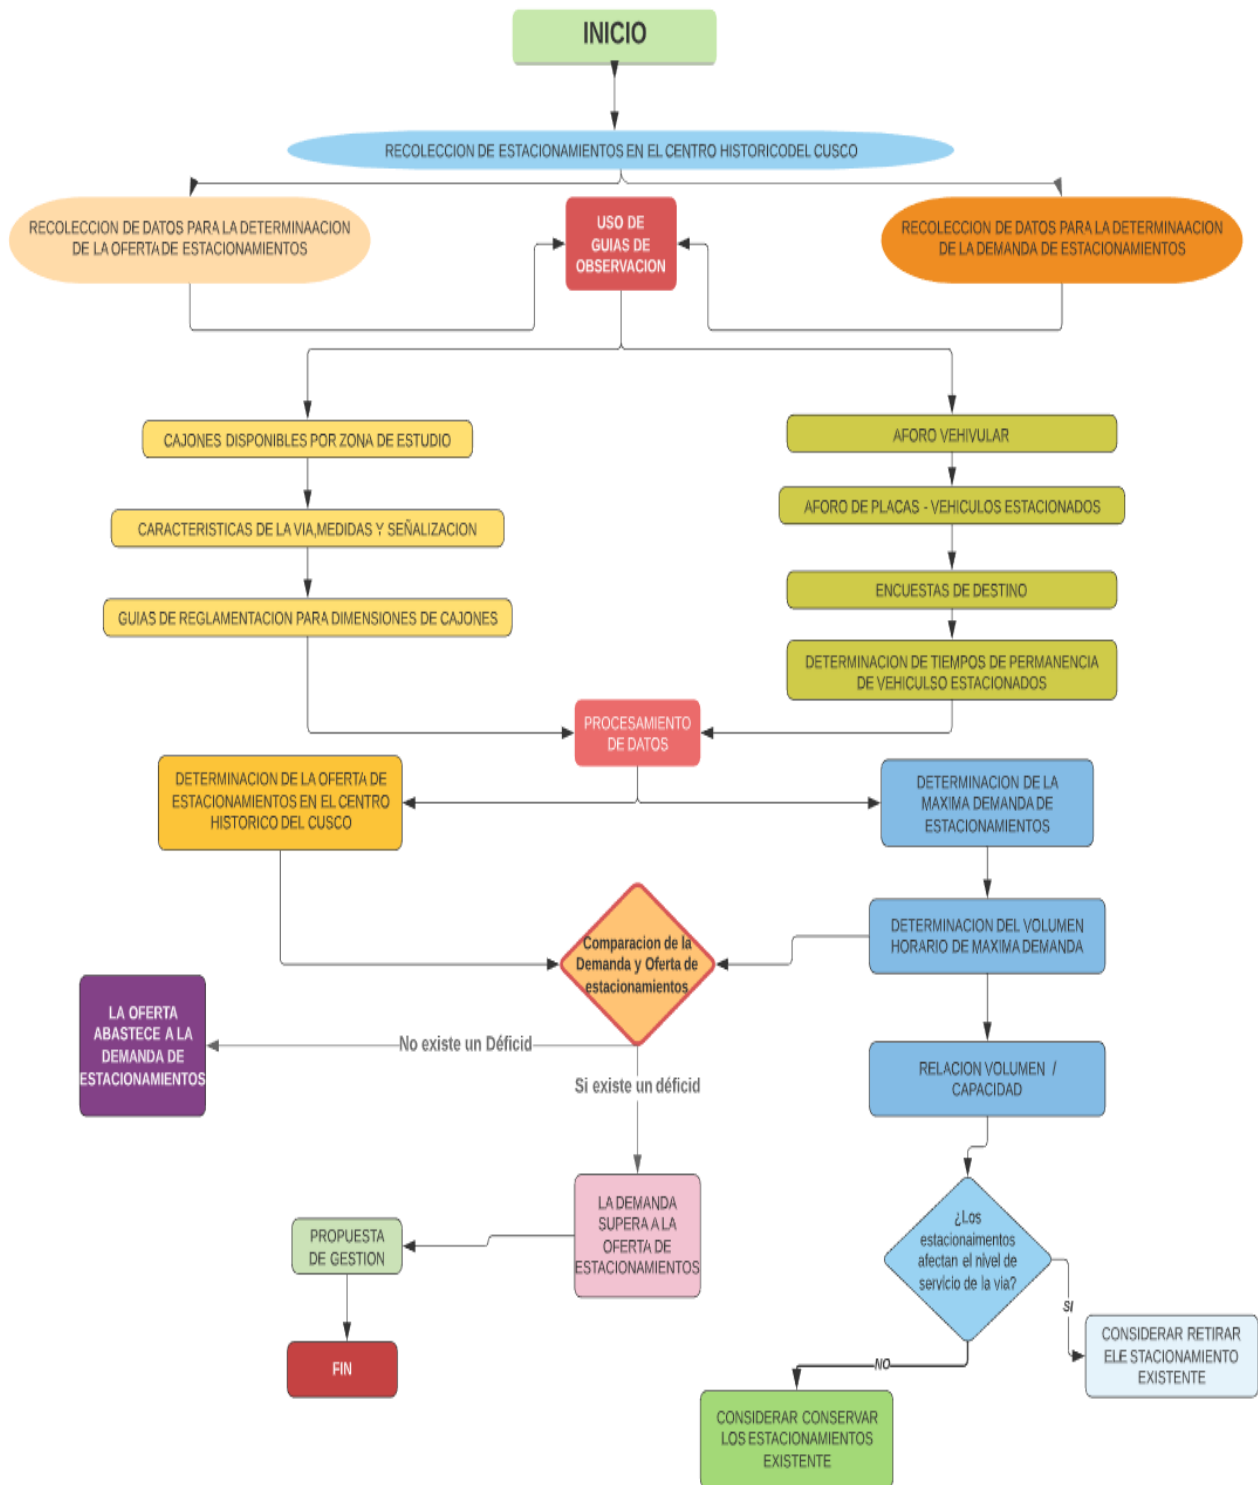 INICIO
RECOLECCION DE ESTACIONAMIENTOS EN EL CENTRO HISTORICODEL CUSCO
RECOLECCION DE DATOS PARA LA DETERMINAACION
DE LA OFERTA DE ESTACIONAMIENTOS
USO DE
GUIAS DE
OBSERVACION
RECOLECCION DE DATOS PARA LA DETERMINAACION
DE LA DEMANDA DE ESTACIONAMIENTOS
CAJONES DISPONIBLES POR ZONA DE ESTUDIO
CARACTERISTICAS DE LA VIA,MEDIDAS Y SEÑALIZACION
GUIAS DE REGLAMENTACION PARA DIMENSIONES DE CAJONES
AFORO VEHIVULAR
AFORO DE PLACAS - VEHICULOS ESTACIONADOS
ENCUESTAS DE DESTINO
DETERMINACION DE TIEMPOS DE PERMANENCIA
DE VEHICULSO ESTACIONADOS
PROCESAMIENTO
DE DATOS
DETERMINACION DE LA OFERTA DE
ESTACIONAMIENTOS EN EL CENTRO
HISTORICO DEL CUSCO
DETERMINACION DE LA
MAXIMA DEMANDA DE
ESTACIONAMIENTOS
DETERMINACION DEL VOLUMEN
HORARIO DE MAXIMA DEMANDA
Comparacion de la
Demanda y Oferta de
estacionamientos
LA OFERTA
ABASTECE A LA
DEMANDA DE
ESTACIONAMIENTOS
No existe un Déficid
Si existe un déficid
RELACION VOLUMEN /
CAPACIDAD
LA DEMANDA
SUPERA A LA
OFERTA DE
ESTACIONAMIENTOS
PROPUESTA
DE GESTION
FIN
¿Los
estacionaimentos
afectan el nivel de
servicio de la via?
SI
CONSIDERAR RETIRAR
ELE STACIONAMIENTO
EXISTENTE
NO
CONSIDERAR CONSERVAR
LOS ESTACIONAMIENTOS
EXISTENTE